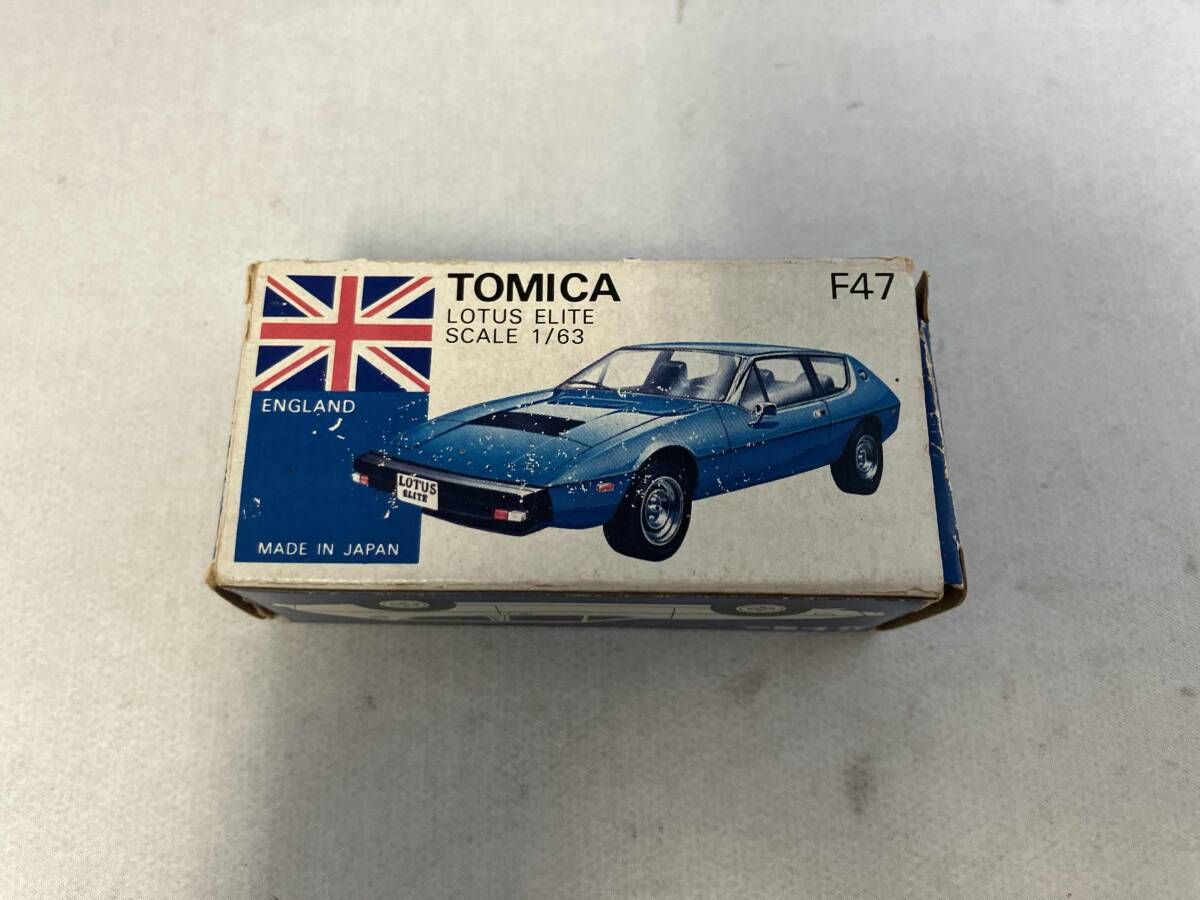 TOMICA
F47
LOTUS ELITE
SCALE 1/63
ENGLAND
LOTUS
ELITE
MADE IN JAPAN